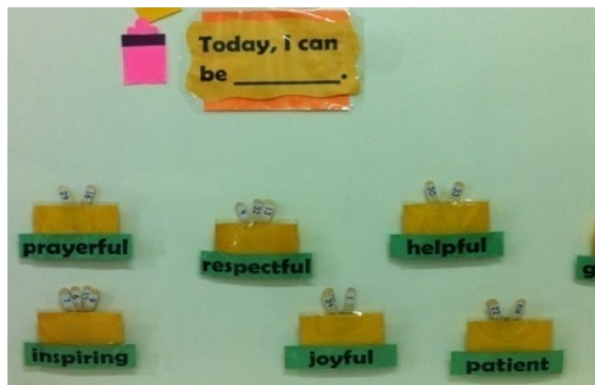 Today, i can
be ________.
prayerful
respectful
helpful
g
inspiring
joyful
patient